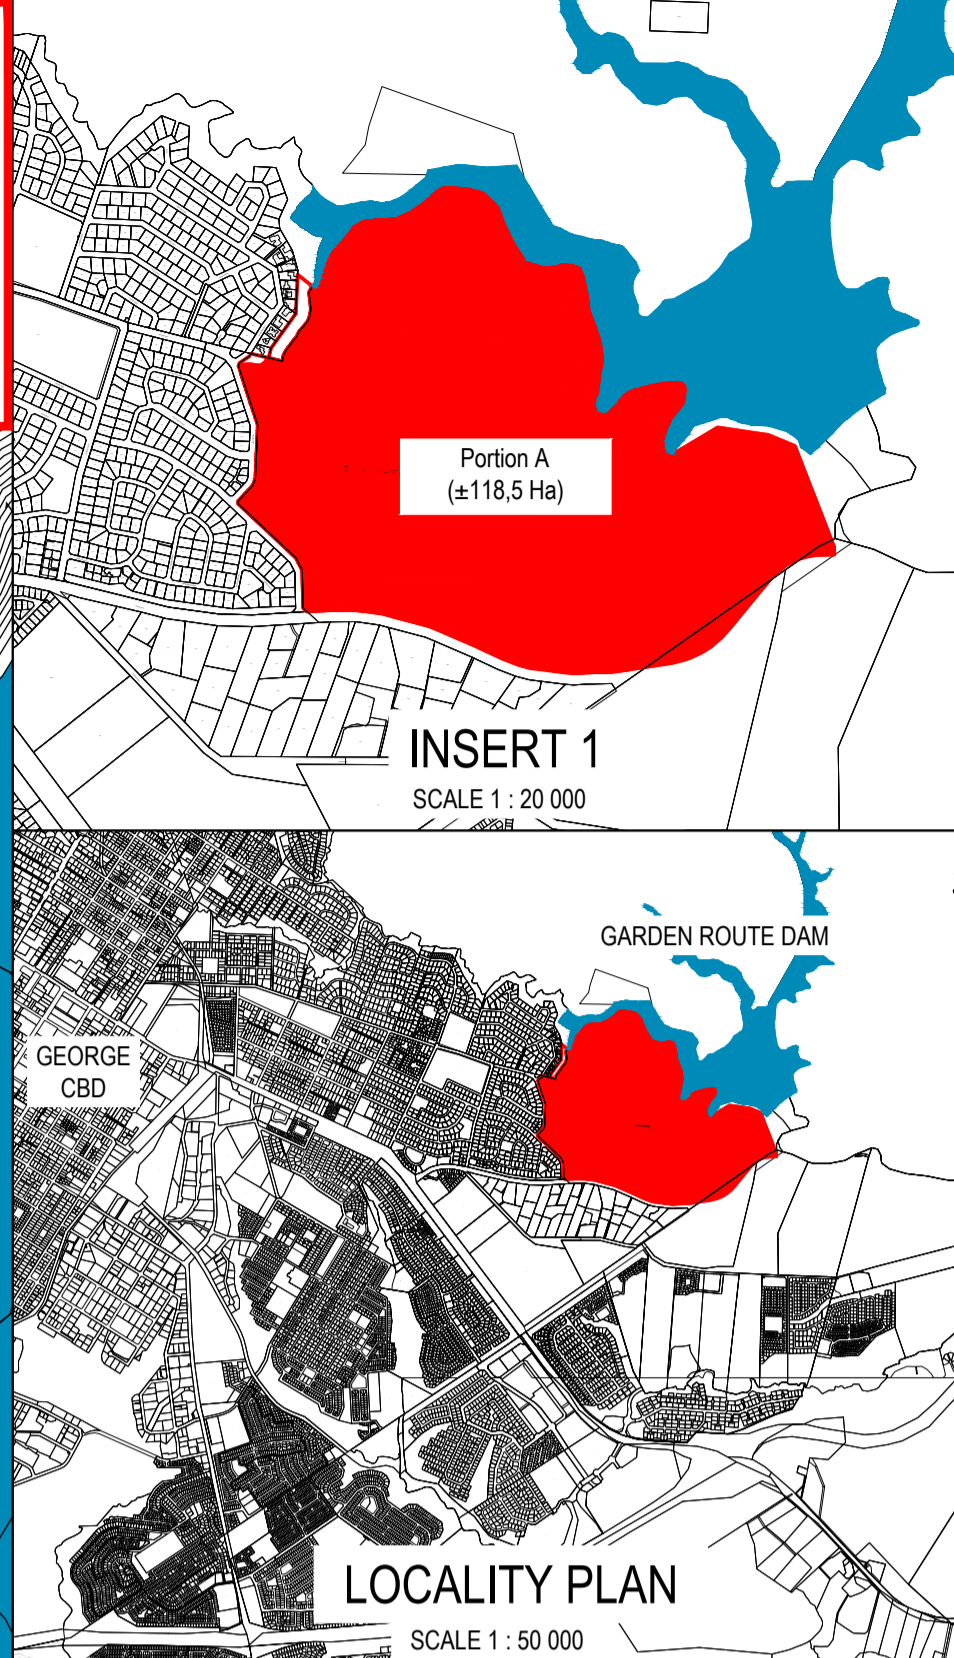 Portion A
(±118,5 Ha)
INSERT 1
SCALE 1 : 20 000
GARDEN ROUTE DAM
GEORGE
CBD
LOCALITY PLAN
SCALE 1 : 50 000